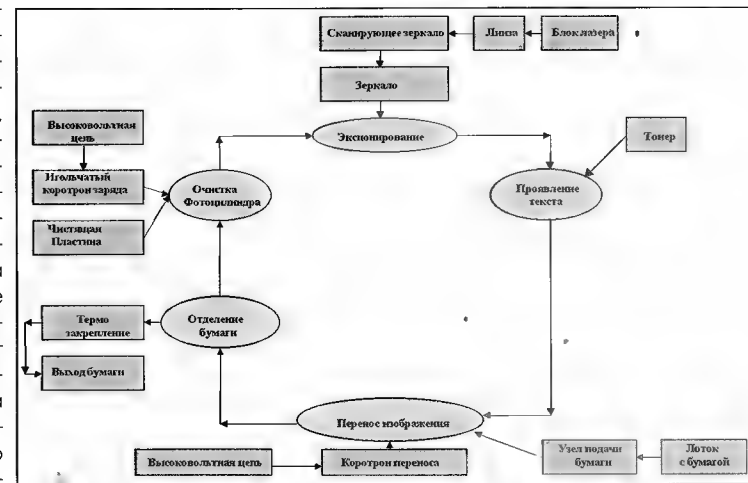 Сканирующее зеркало
Линза
Блок лазера
Зеркало
Высоковольтная
цепь
Экспонирование
Тонер
Игольчатый
коротрон заряда
Очистка
Фотоцилиндра
Проявление
текста
Чистящая
Пластина
Термо
закрепление
Отделение
бумаги
Выход бумаги
Перенос изображения
Высоковольтная цепь
Коротрон переноса
Узел подачи
бумаги
Лоток
с бумагой